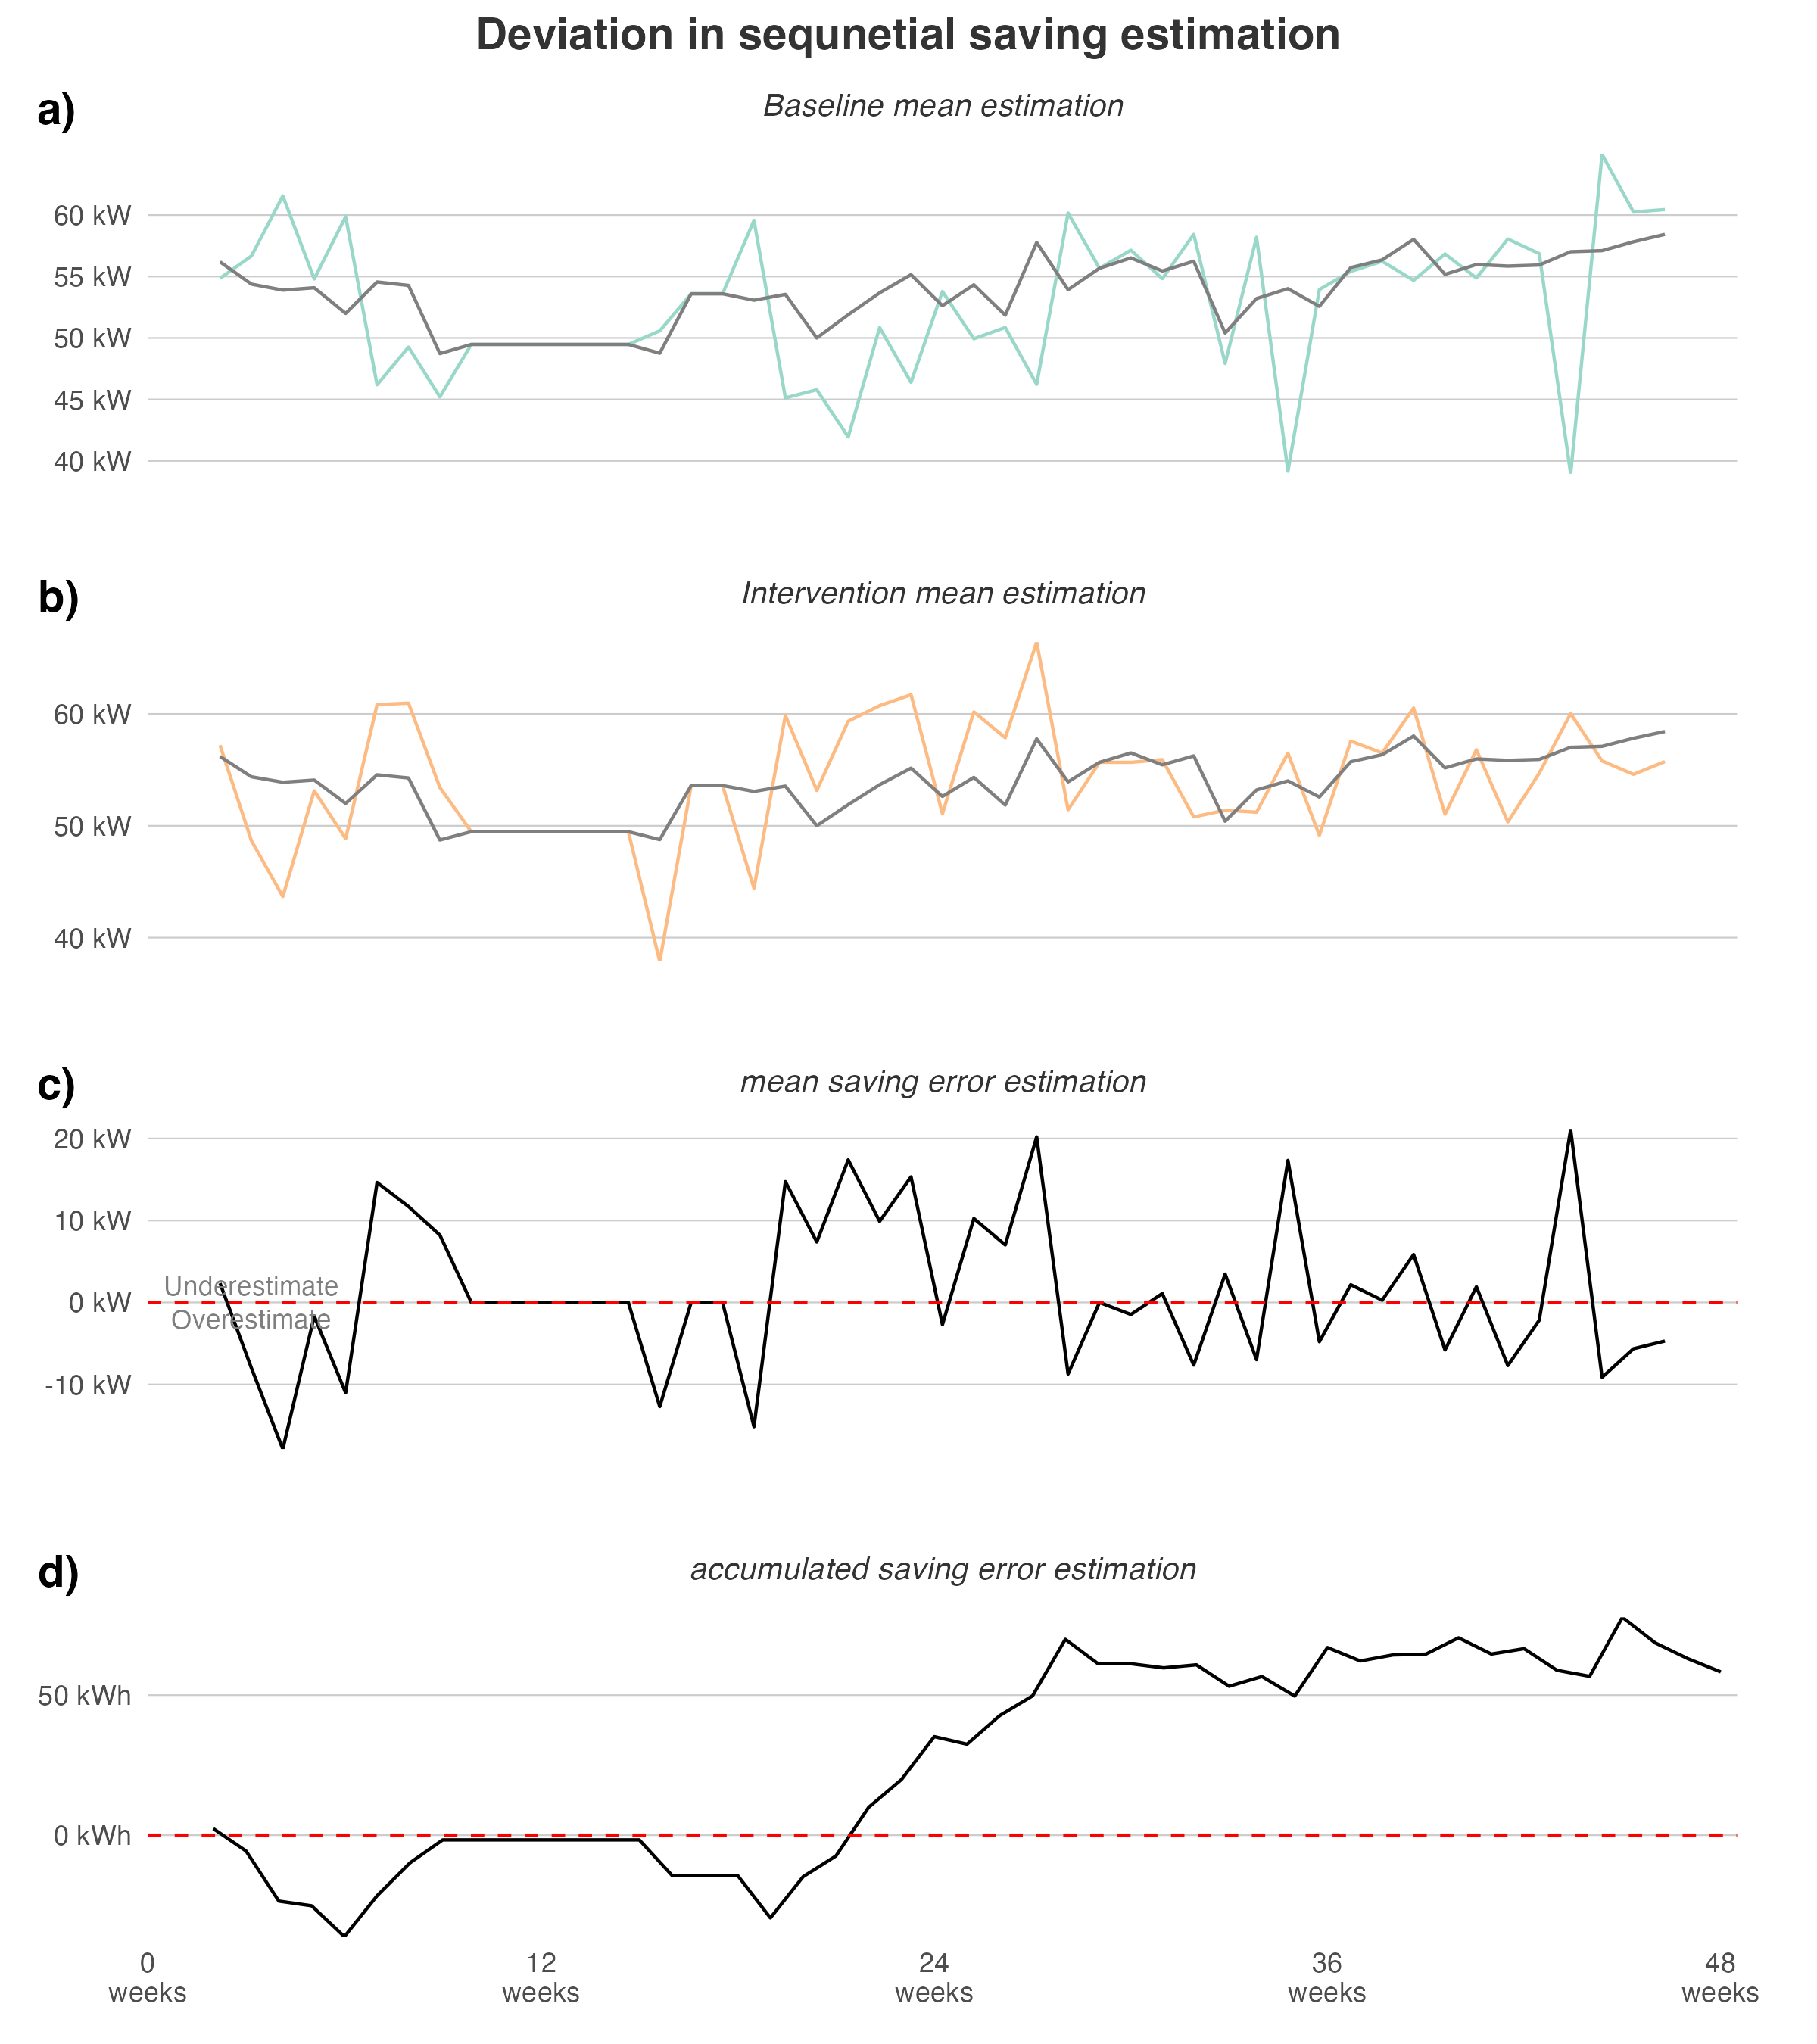 Deviation in sequnetial saving estimation
a)
Baseline mean estimation
60 kW
55 kW
50 kW
45 kW
40 kW
b)
Intervention mean estimation
60 kW
50 kW
40 kW
c)
mean saving error estimation
20 kW
10 kW
Underestimate
0 kW
Overestimate
-10 kW
d)
accumulated saving error estimation
50 kWh
0 kWh
0 12 24 36 48
weeks weeks weeks weeks weeks